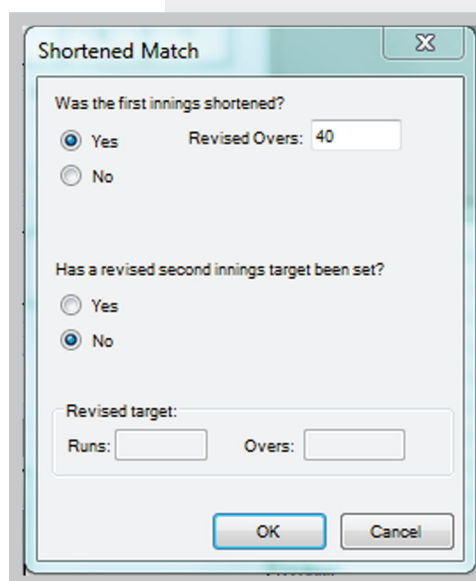 Shortened Match
Was the first innings shortened?
Yes Revised Overs: 40
No
Has a revised second innings target been set?
Yes
No
Revised target:
Runs: Overs:
OK Cancel